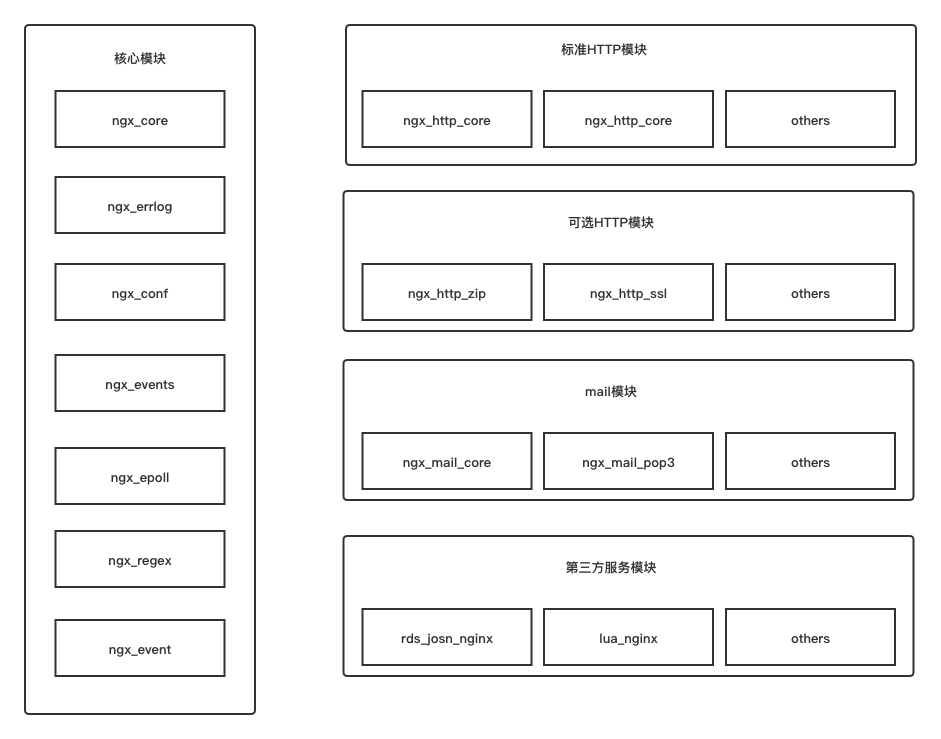 核心模块
ngx_core
ngx_errlog
ngx_conf
ngx_events
ngx_epoll
ngx_regex
ngx_event
标准HTTP模块
ngx_http_core
ngx_http_core
others
可选HTTP模块
ngx_http_zip
ngx_http_ssl
others
mail模块
ngx_mail_core
ngx_mail_pop3
others
第三方服务模块
rds_josn_nginx
lua_nginx
others